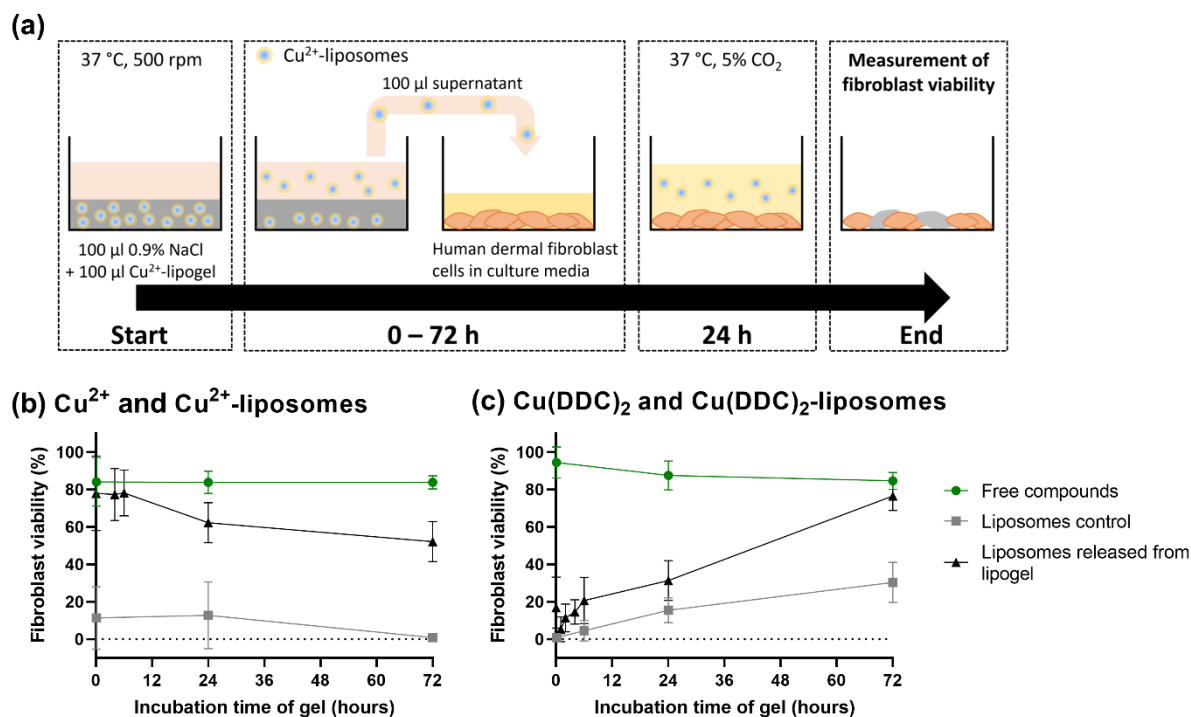 (a)
37 °C, 500 rpm
100 µl 0.9% NaCl
+ 100 µl Cu²⁺-lipogel
Cu²⁺-liposomes
100 µl supernatant
Human dermal fibroblast
cells in culture media
37 °C, 5% CO₂
Measurement of
fibroblast viability
Start
0 – 72 h
24 h
End
(b) Cu²⁺ and Cu²⁺-liposomes
Fibroblast viability (%)
100
80
60
40
20
0
0 12 24 36 48 60 72
Incubation time of gel (hours)
(c) Cu(DDC)₂ and Cu(DDC)₂-liposomes
Fibroblast viability (%)
100
80
60
40
20
0
0 12 24 36 48 60 72
Incubation time of gel (hours)
Free compounds
Liposomes control
Liposomes released from
lipogel